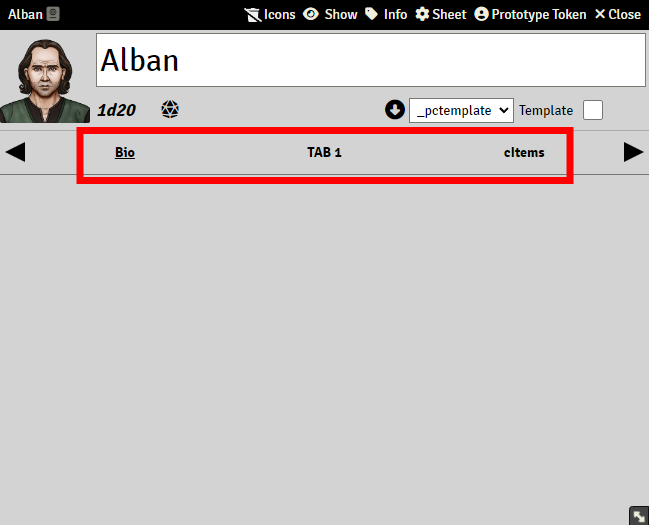 Alban Icons Show Info Sheet Prototype Token Close
Alban
1d20 _pctemplate Template
Bio TAB 1 cItems